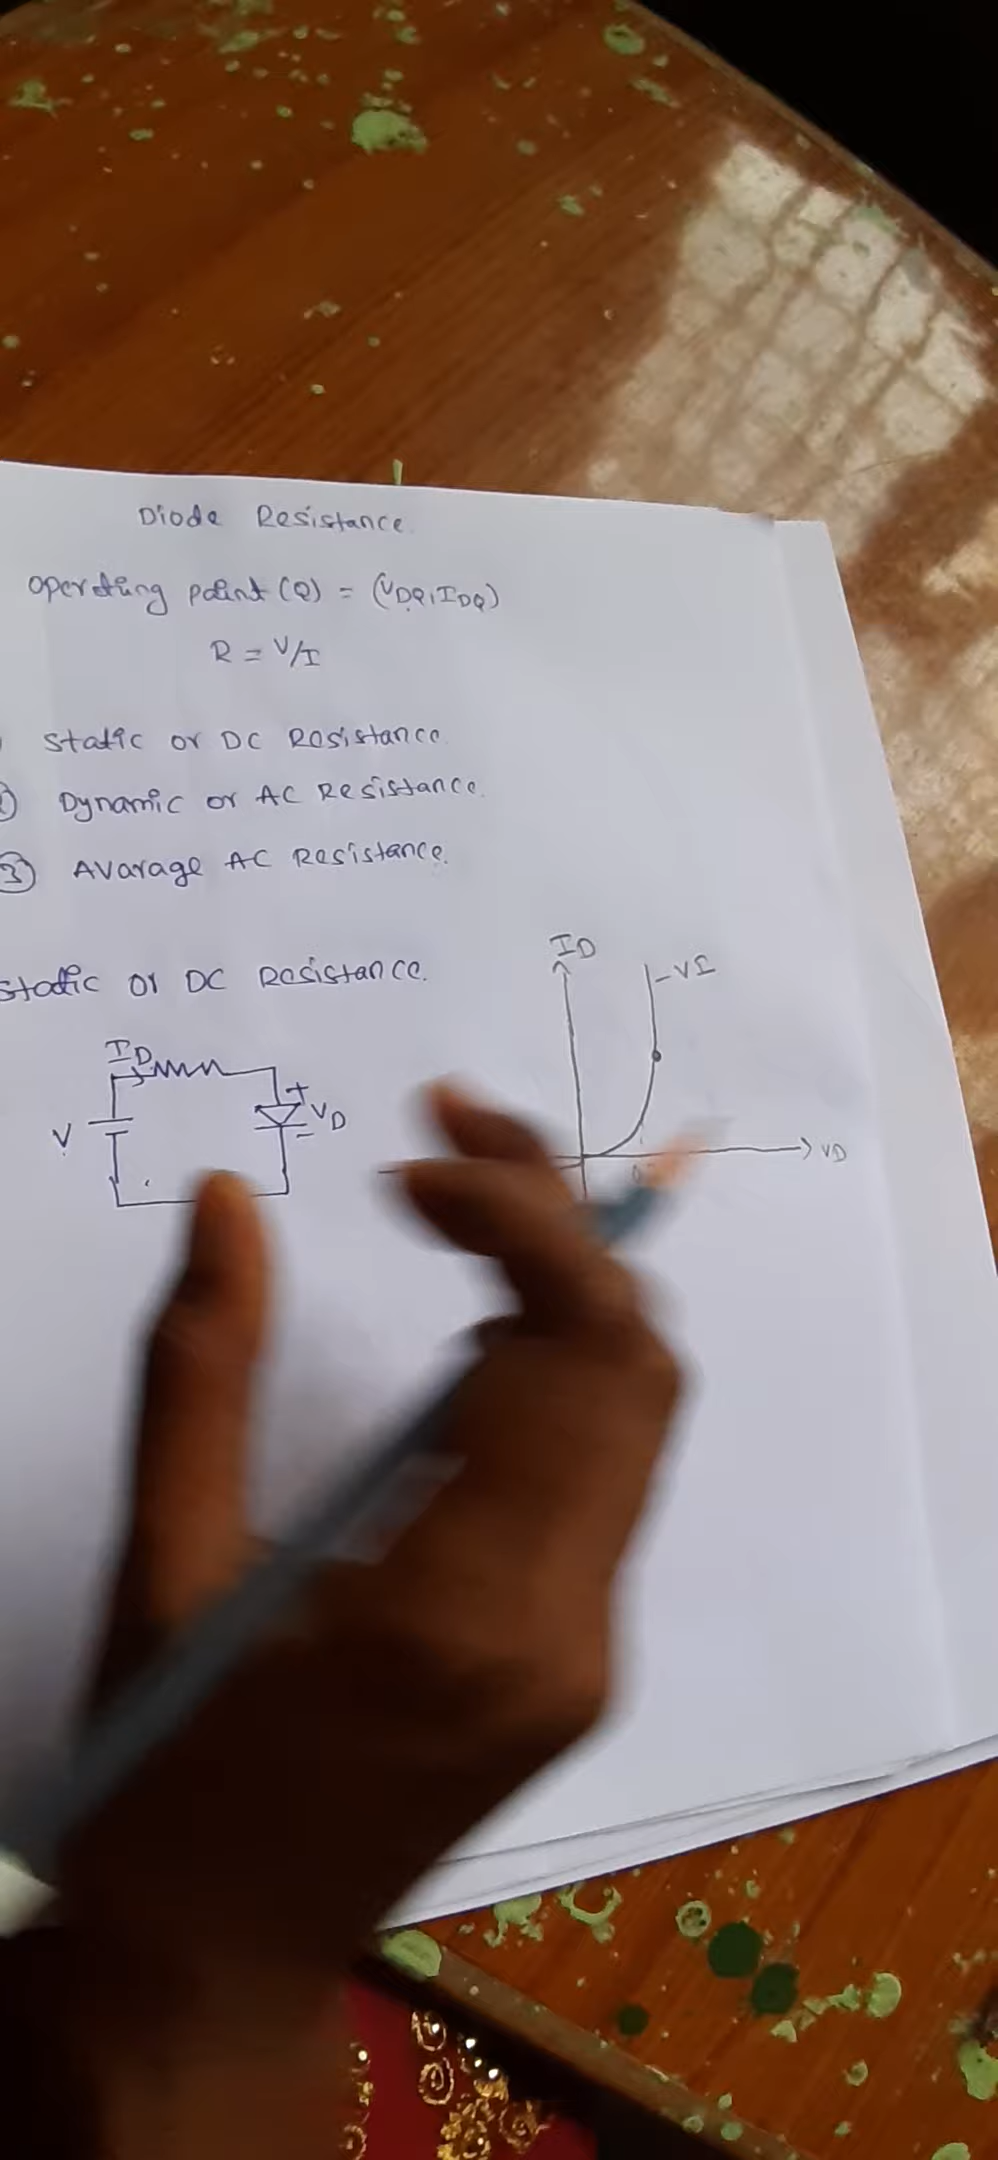 Diode Resistance.
Operating point (Q) = (VDQ, IDQ)
R = V/I
Static or DC Resistance
Dynamic or AC Resistance.
3 Avarage AC Resistance.
Static or DC Resistance.
ID
-VI
ID
+
VD
-
V
VD